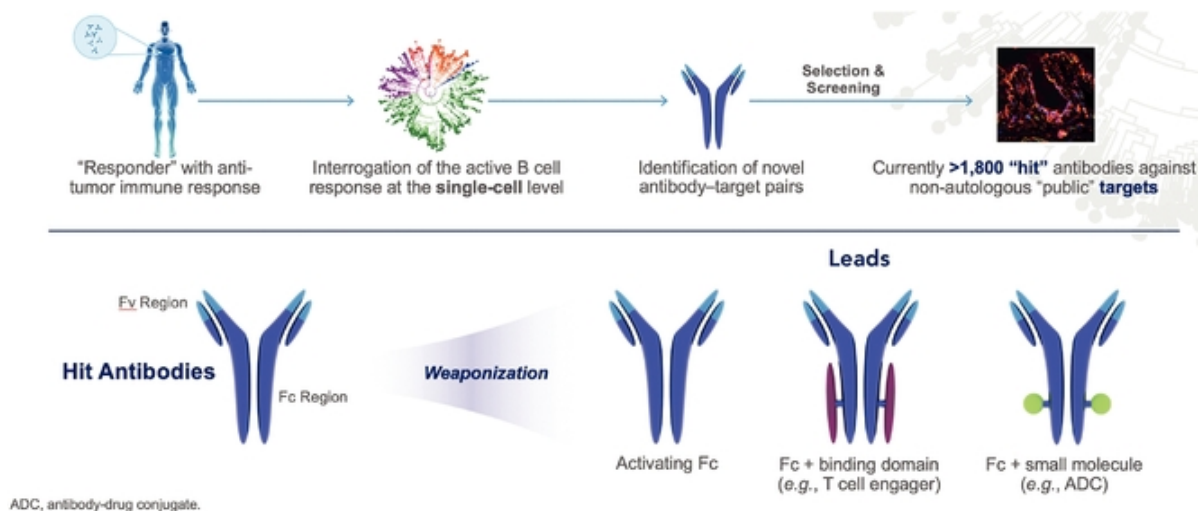 Selection &
Screening
"Responder" with anti-
tumor immune response
Interrogation of the active B cell
response at the single-cell level
Identification of novel
antibody–target pairs
Currently >1,800 "hit" antibodies against
non-autologous "public" targets
Leads
Fv Region
Hit Antibodies
Fc Region
Weaponization
Activating Fc
Fc + binding domain
(e.g., T cell engager)
Fc + small molecule
(e.g., ADC)
ADC, antibody-drug conjugate.